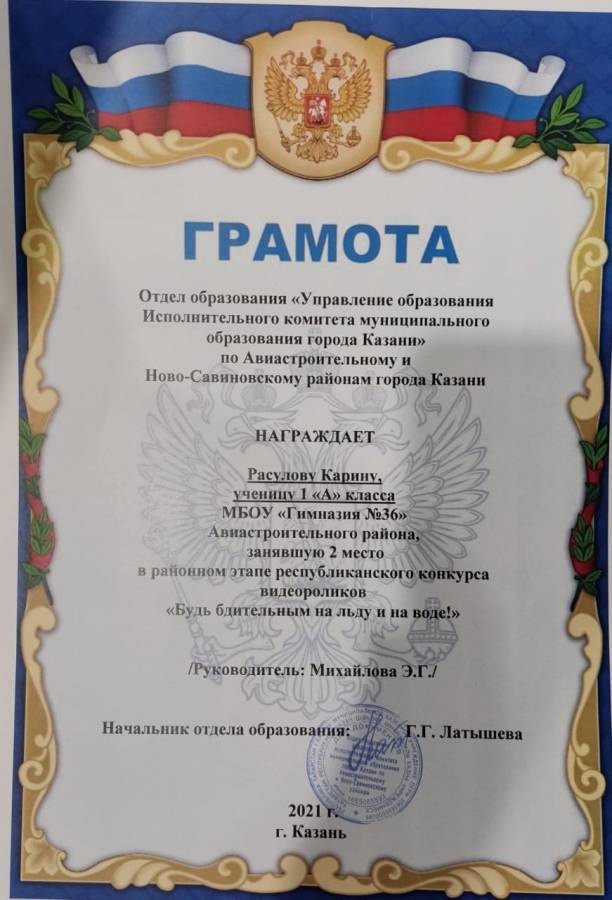 ГРАМОТА
Отдел образования «Управление образования
Исполнительного комитета муниципального
образования города Казани»
по Авиастроительному и
Ново-Савиновскому районам города Казани
НАГРАЖДАЕТ
Расулову Карину,
ученицу 1 «А» класса
МБОУ «Гимназия №36»
Авиастроительного района,
занявшую 2 место
в районном этапе республиканского конкурса
видеороликов
«Будь бдительным на льду и на воде!»
/Руководитель: Михайлова Э.Г./
Начальник отдела образования: Г.Г. Латышева
2021 г.
г. Казань